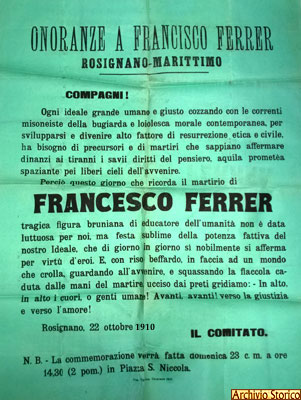 ONORANZE A FRANCISCO FERRER
ROSIGNANO-MARITTIMO
COMPAGNI!
Ogni ideale grande umano e giusto cozzando con le correnti
misoneiste della bugiarda e loiolesca morale contemporanea, per
svilupparsi e divenire alto fattore di resurrezione etica e civile,
ha bisogno di precursori e di martiri che sappiano affermare
dinanzi ai tiranni i savii diritti del pensiero, aquila prometèa
spaziante pei liberi cieli dell'avvenire.
Perciò questo giorno che ricorda il martirio di
FRANCESCO FERRER
tragica figura bruniana di educatore dell'umanità non è data
luttuosa per noi, ma festa sublime della potenza fattiva del
nostro Ideale, che di giorno in giorno si nobilmente si afferma
per virtù d'eroi. E, con riso beffardo, in faccia ad un mondo
che crolla, guardando all'avvenire, e squassando la fiaccola ca-
duta dalle mani del martire ucciso dai preti gridiamo: - In alto,
in alto i cuori, o genti umane! Avanti, avanti! verso la giustizia
e verso l'amore!
Rosignano, 22 ottobre 1910
IL COMITATO.
N. B. - La commemorazione verrà fatta domenica 23 c. m. a ore
14,30 (2 pom.) in Piazza S. Niccola.
Archivio Storico